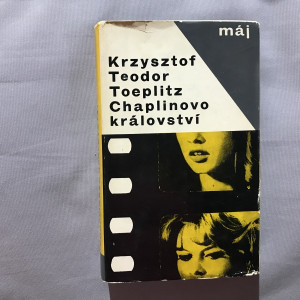 máj
Krzysztof
Teodor
Toeplitz
Chaplinovo
království